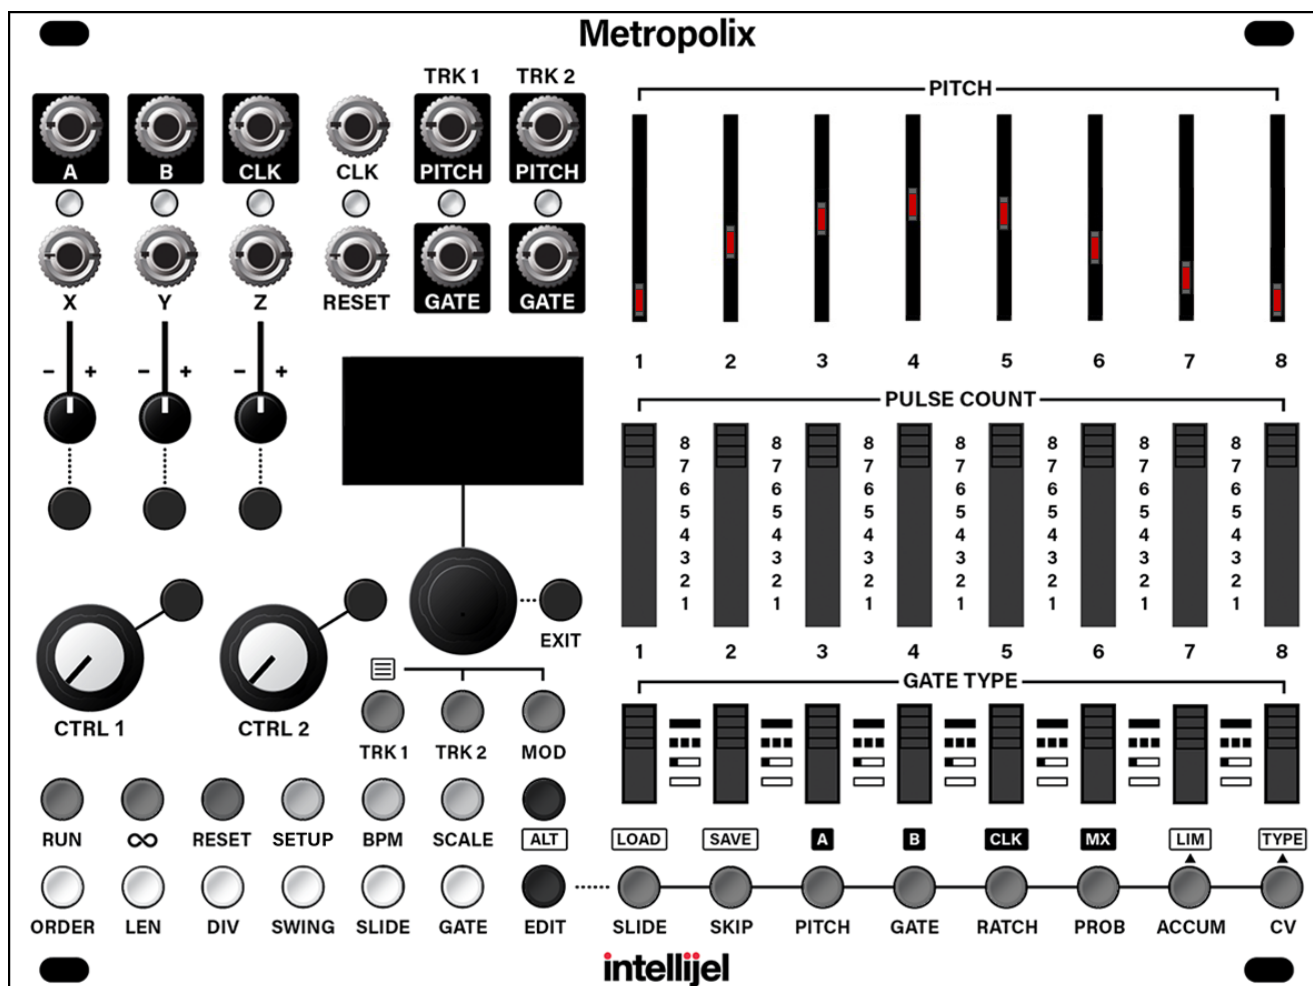 Metropolix
TRK 1 TRK 2
A B CLK CLK PITCH PITCH
X Y Z RESET GATE GATE
- + - + - +
EXIT
CTRL 1 CTRL 2
TRK 1 TRK 2 MOD
RUN ∞ RESET SETUP BPM SCALE ALT
ORDER LEN DIV SWING SLIDE GATE EDIT
PITCH
1 2 3 4 5 6 7 8
PULSE COUNT
8 8 8 8 8 8 8
7 7 7 7 7 7 7
6 6 6 6 6 6 6
5 5 5 5 5 5 5
4 4 4 4 4 4 4
3 3 3 3 3 3 3
2 2 2 2 2 2 2
1 1 1 1 1 1 1
1 2 3 4 5 6 7 8
GATE TYPE
LOAD SAVE A B CLK MX LIM TYPE
SLIDE SKIP PITCH GATE RATCH PROB ACCUM CV
intellijel